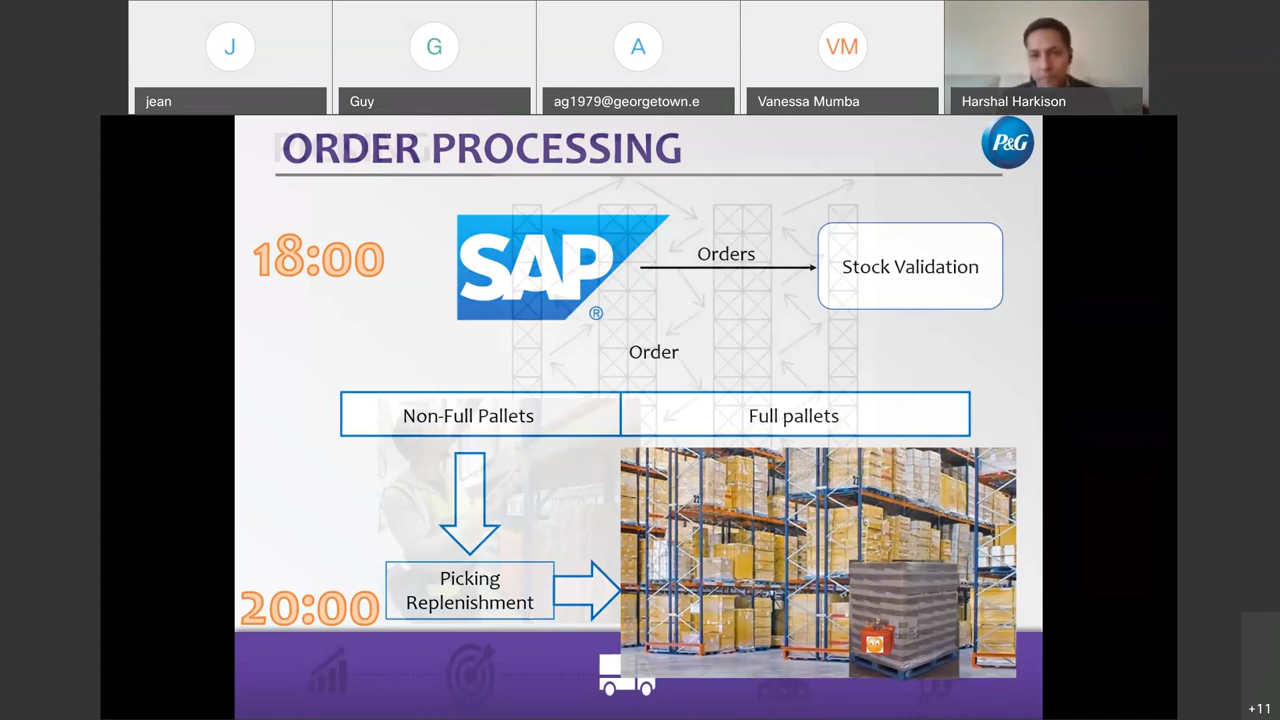 J
G
A
VM
jean
Guy
ag1979@georgetown.e
Vanessa Mumba
Harshal Harkison
ORDER PROCESSING
P&G
18:00
SAP
®
Orders
Stock Validation
Order
Non-Full Pallets
Full pallets
Picking
Replenishment
20:00
+11